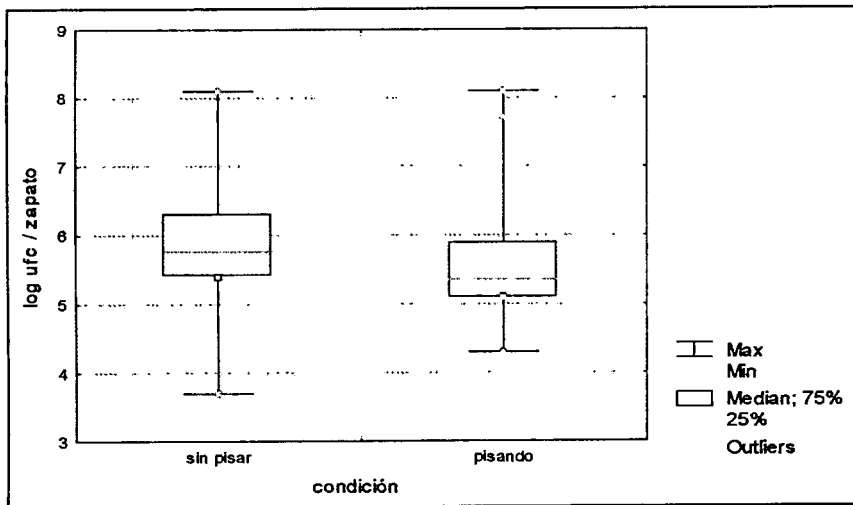 9
8
7
6
5
4
3
log ufc / zapato
sin pisar
pisando
condición
Max
Min
Median; 75%
25%
Outliers